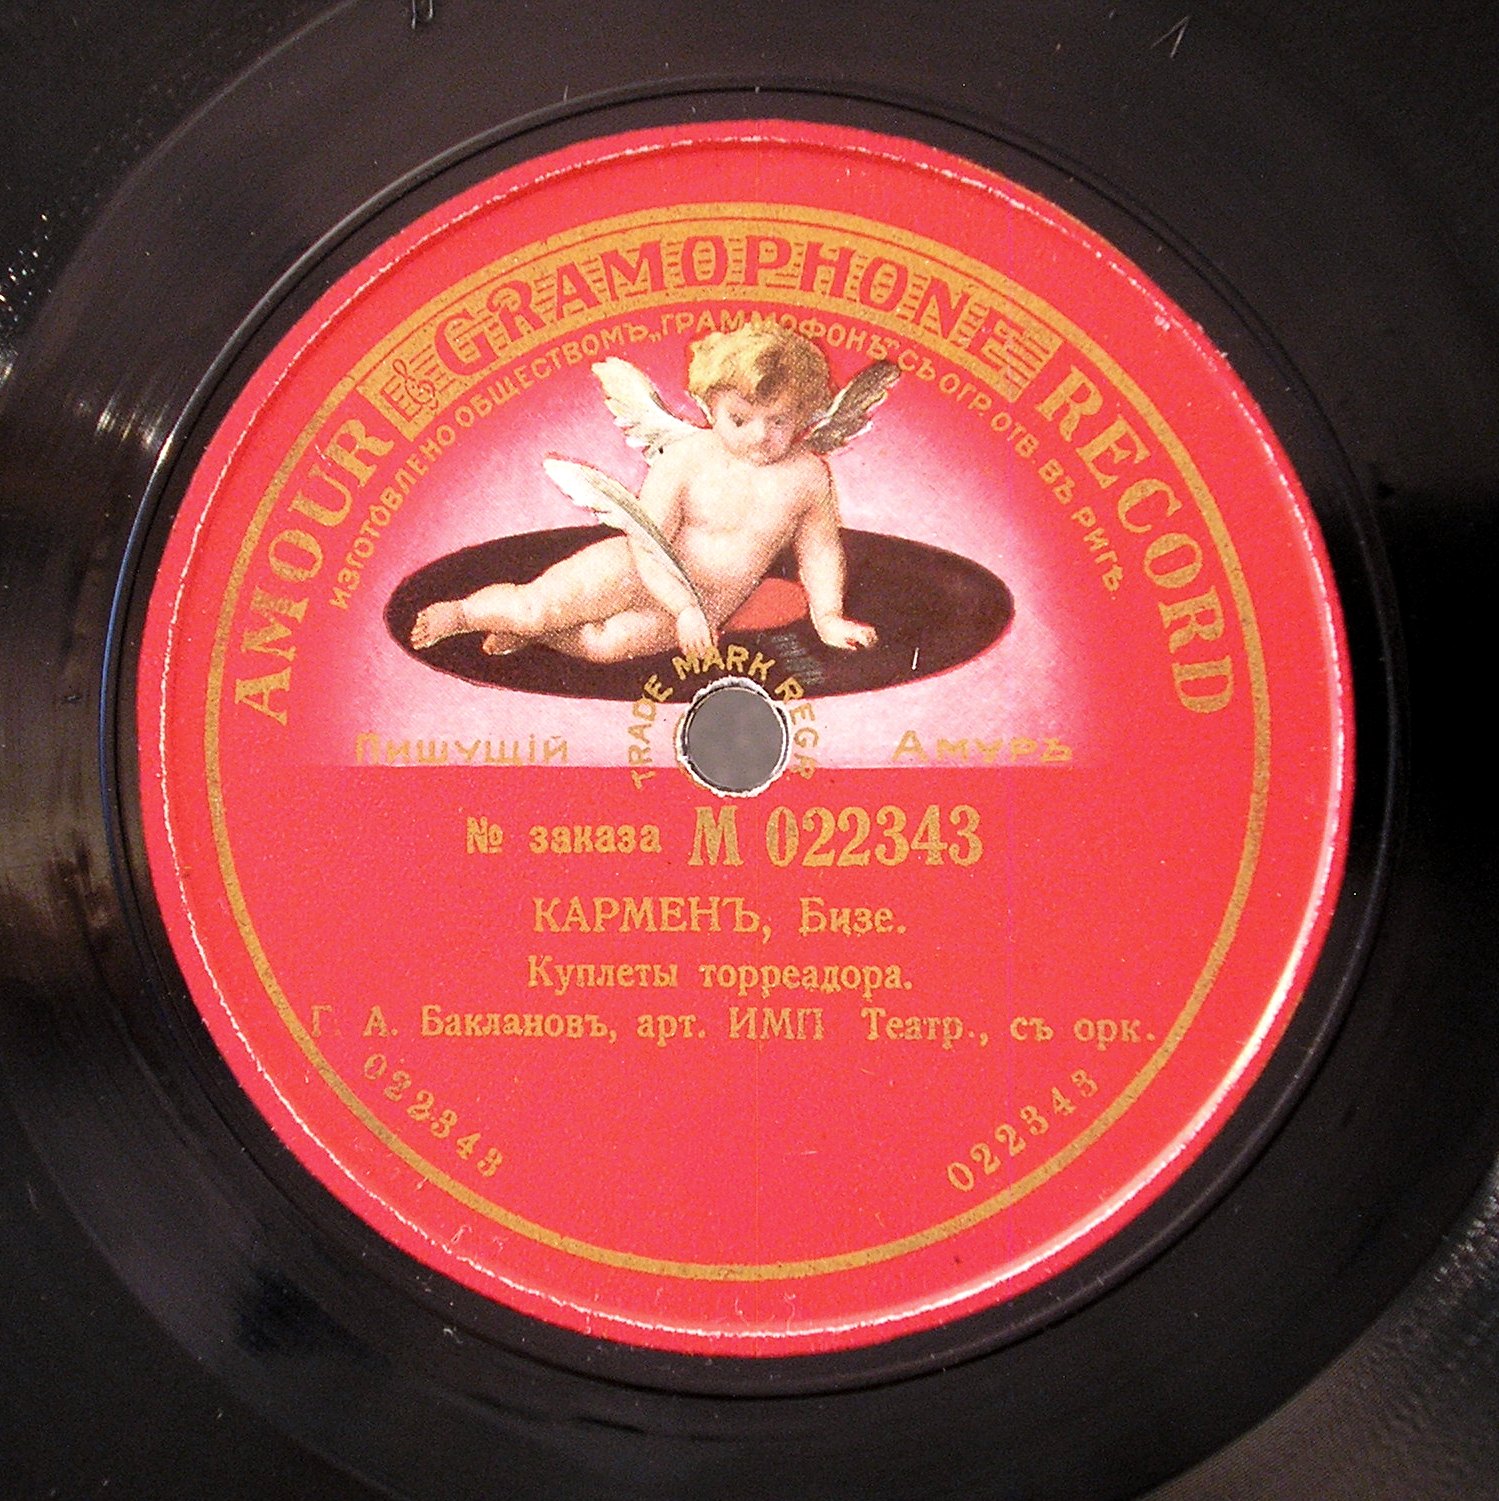 AMOUR GRAMOPHONE RECORD
ИЗГОТОВЛЕНО ОБЩЕСТВОМЪ „ГРАММОФОНЪ" СЪ ОГР. ОТВ. ВЪ РИГѢ.
TRADE MARK REGAR
Пишущій Амуръ
№ заказа М 022343
КАРМЕНЪ, Бизе.
Куплеты торреадора.
Г. А. Баклановъ, арт. ИМП Театр., съ орк.
022343 022343